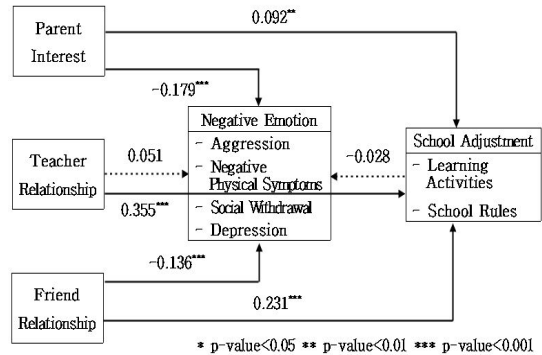 Parent
Interest
0.092**
-0.179***
Negative Emotion
- Aggression
- Negative
Physical Symptoms
- Social Withdrawal
- Depression
Teacher
Relationship
0.051
0.355***
-0.028
School Adjustment
- Learning
Activities
- School Rules
-0.136***
Friend
Relationship
0.231***
* p-value<0.05 ** p-value<0.01 *** p-value<0.001